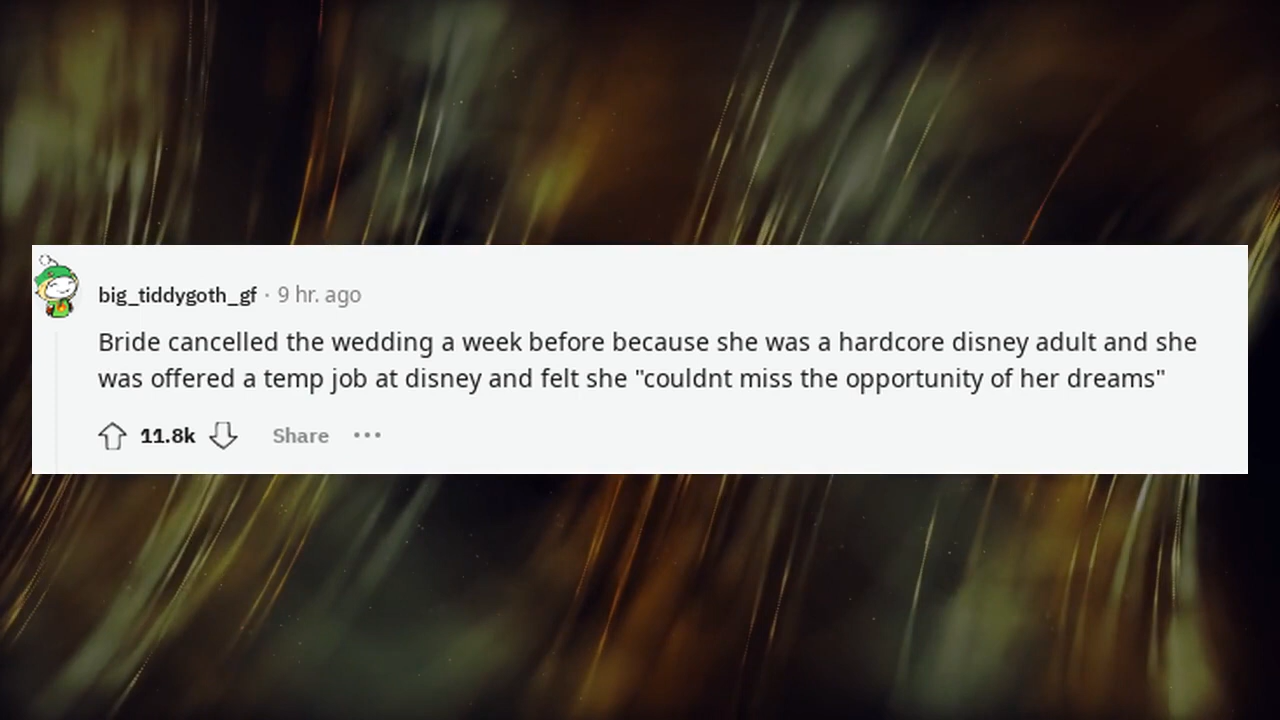 big_tiddygoth_gf · 9 hr. ago
Bride cancelled the wedding a week before because she was a hardcore disney adult and she
was offered a temp job at disney and felt she "couldnt miss the opportunity of her dreams"
11.8k Share